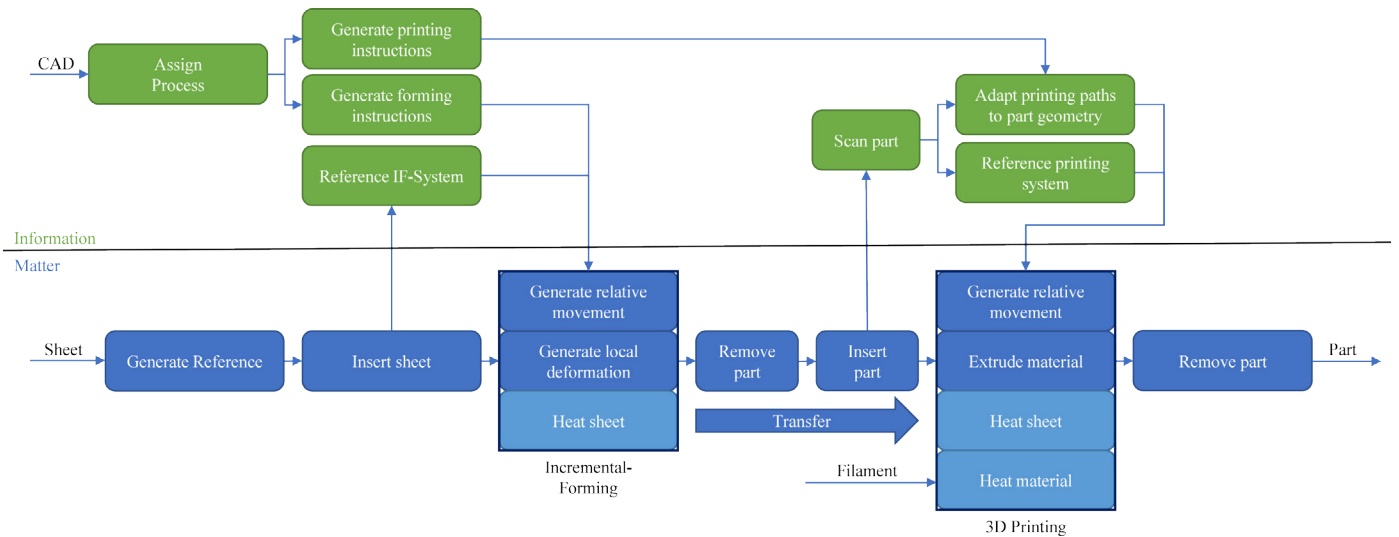 Generate printing
instructions
CAD
Assign
Process
Generate forming
instructions
Adapt printing paths
to part geometry
Scan part
Reference IF-System
Reference printing
system
Information
Matter
Generate relative
movement
Generate relative
movement
Sheet
Generate Reference
Insert sheet
Generate local
deformation
Remove
part
Insert
part
Extrude material
Remove part
Part
Heat sheet
Transfer
Heat sheet
Incremental-
Forming
Filament
Heat material
3D Printing